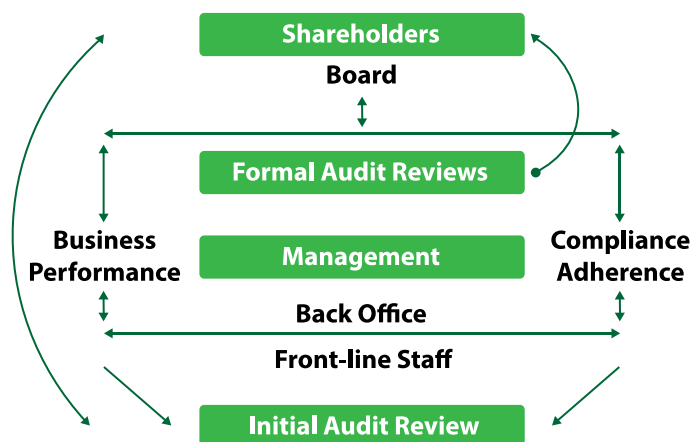 Shareholders
Board
Formal Audit Reviews
Business
Performance
Management
Compliance
Adherence
Back Office
Front-line Staff
Initial Audit Review